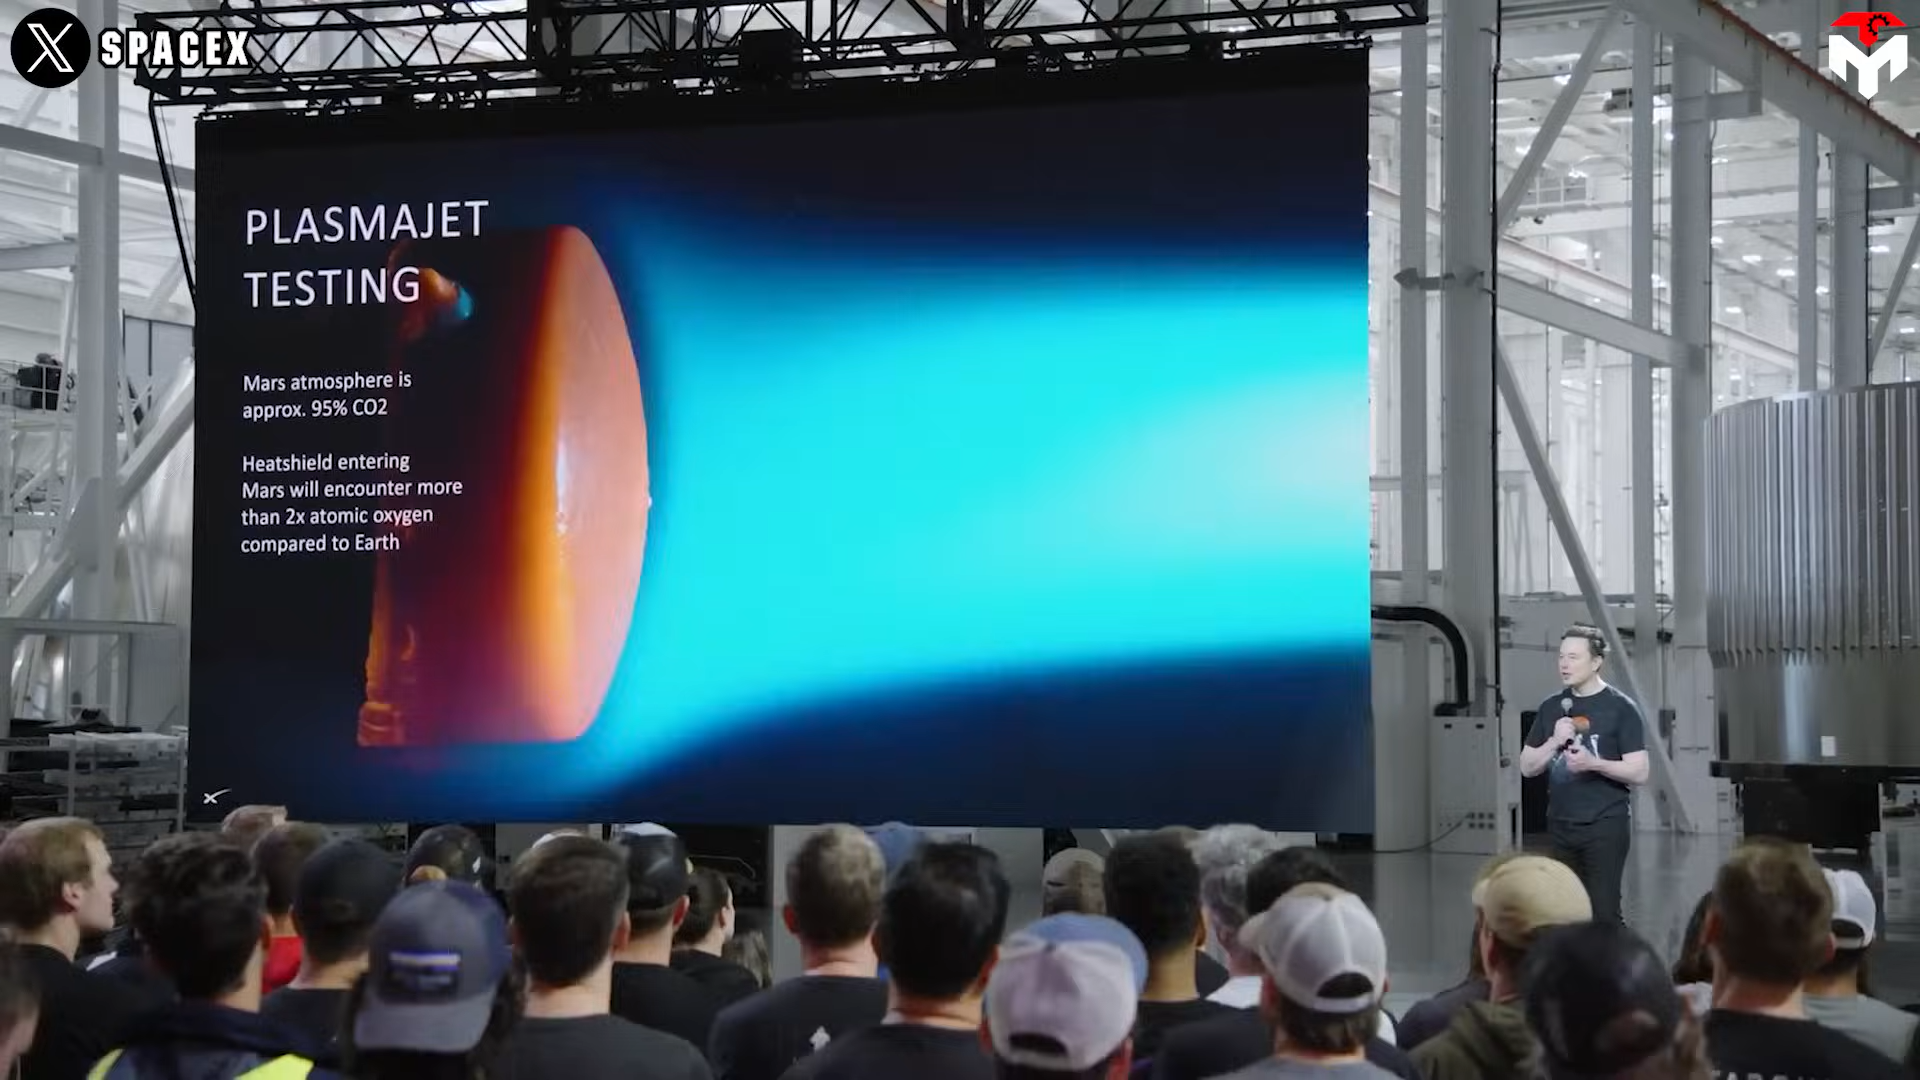 SPACEX
PLASMAJET
TESTING
Mars atmosphere is
approx. 95% CO2
Heatshield entering
Mars will encounter more
than 2x atomic oxygen
compared to Earth